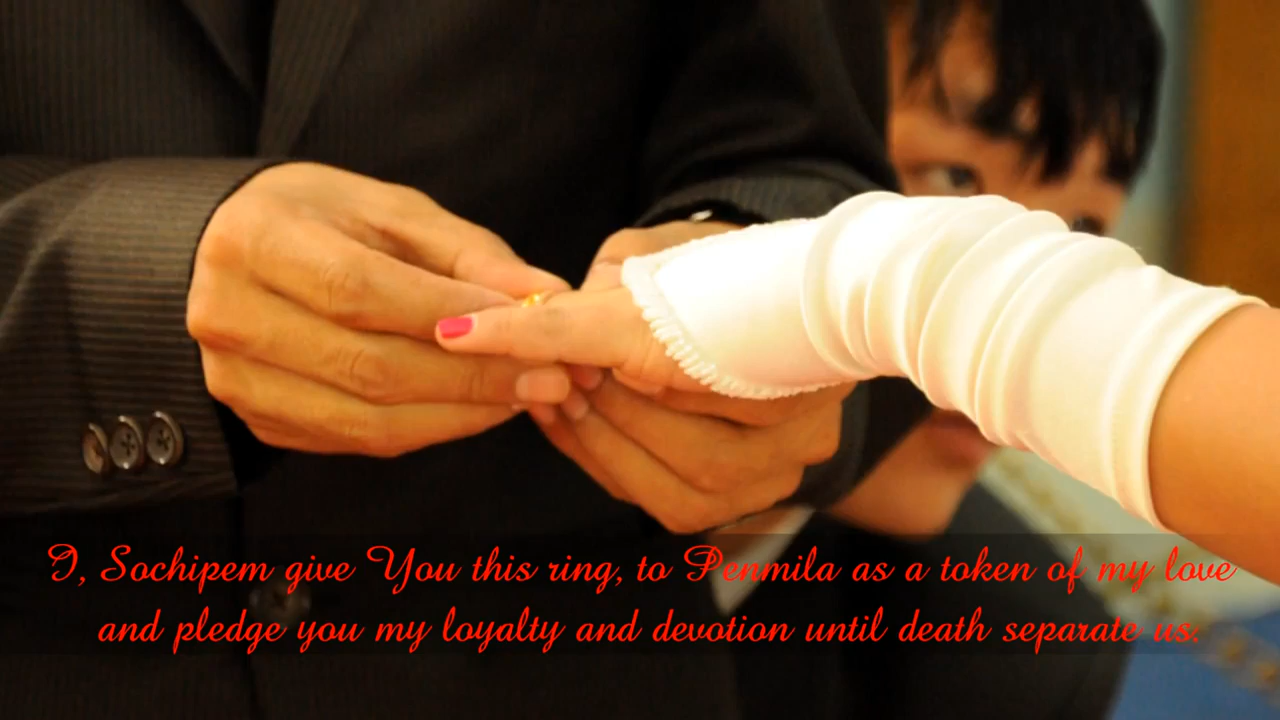 I, Sochipem give You this ring, to Penmila as a token of my love
and pledge you my loyalty and devotion until death separate us.